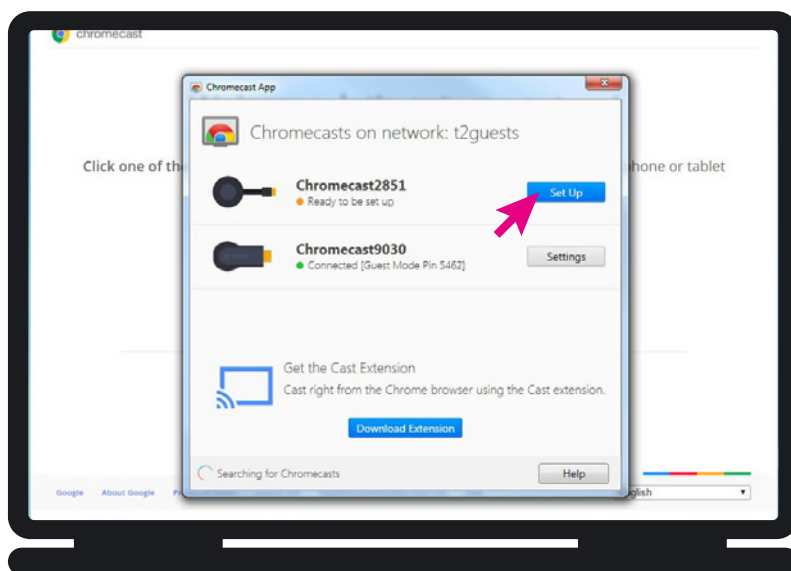 chromecast
Chromecast App
Chromecasts on network: t2guests
Click one of th
hone or tablet
Chromecast2851
Ready to be set up
Set Up
Chromecast9030
Connected [Guest Mode Pin 5462]
Settings
Get the Cast Extension
Cast right from the Chrome browser using the Cast extension.
Download Extension
Searching for Chromecasts
Help
Google About Google
glish